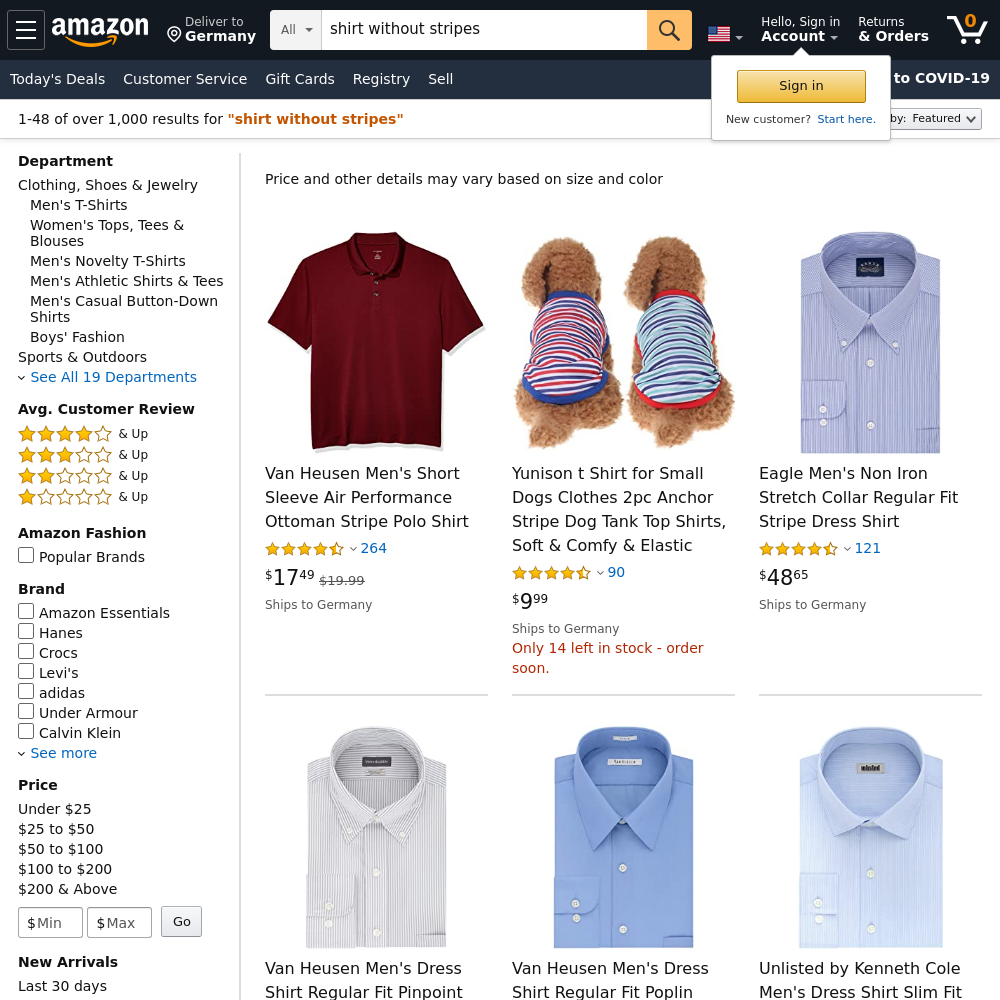 amazon
Deliver to
Germany
All
shirt without stripes
Hello, Sign in
Account
Returns
& Orders
0
Today's Deals
Customer Service
Gift Cards
Registry
Sell
to COVID-19
Sign in
New customer? Start here.
1-48 of over 1,000 results for "shirt without stripes"
by: Featured
Department
Clothing, Shoes & Jewelry
Men's T-Shirts
Women's Tops, Tees &
Blouses
Men's Novelty T-Shirts
Men's Athletic Shirts & Tees
Men's Casual Button-Down
Shirts
Boys' Fashion
Sports & Outdoors
See All 19 Departments
Avg. Customer Review
& Up
& Up
& Up
& Up
Amazon Fashion
Popular Brands
Brand
Amazon Essentials
Hanes
Crocs
Levi's
adidas
Under Armour
Calvin Klein
See more
Price
Under $25
$25 to $50
$50 to $100
$100 to $200
$200 & Above
$ Min
$ Max
Go
New Arrivals
Last 30 days
Price and other details may vary based on size and color
Van Heusen Men's Short
Sleeve Air Performance
Ottoman Stripe Polo Shirt
264
$17 49 $19.99
Ships to Germany
Yunison t Shirt for Small
Dogs Clothes 2pc Anchor
Stripe Dog Tank Top Shirts,
Soft & Comfy & Elastic
90
$9 99
Ships to Germany
Only 14 left in stock - order
soon.
Eagle Men's Non Iron
Stretch Collar Regular Fit
Stripe Dress Shirt
121
$48 65
Ships to Germany
Van Heusen Men's Dress
Shirt Regular Fit Pinpoint
Van Heusen Men's Dress
Shirt Regular Fit Poplin
unlisted
Unlisted by Kenneth Cole
Men's Dress Shirt Slim Fit